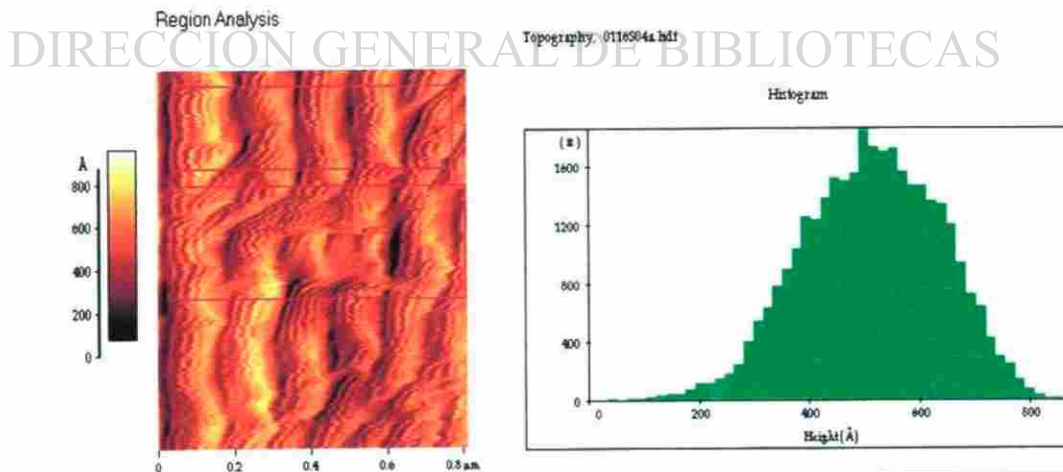 Region Analysis
DIRECCIÓN GENERAL DE BIBLIOTECAS
Topography, 0116504a.hdf
Histogram
Å
800
600
400
200
0
0 0.2 0.4 0.6 0.8 µm
(#)
1600
1200
800
400
0
0 200 400 600 800
Height(Å)